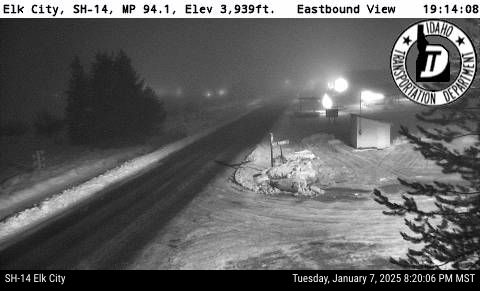 Elk City, SH-14, MP 94.1, Elev 3,939ft.   Eastbound View   19:14:08
IDAHO
TRANSPORTATION DEPARTMENT
SH-14 Elk City
Tuesday, January 7, 2025 8:20:06 PM MST